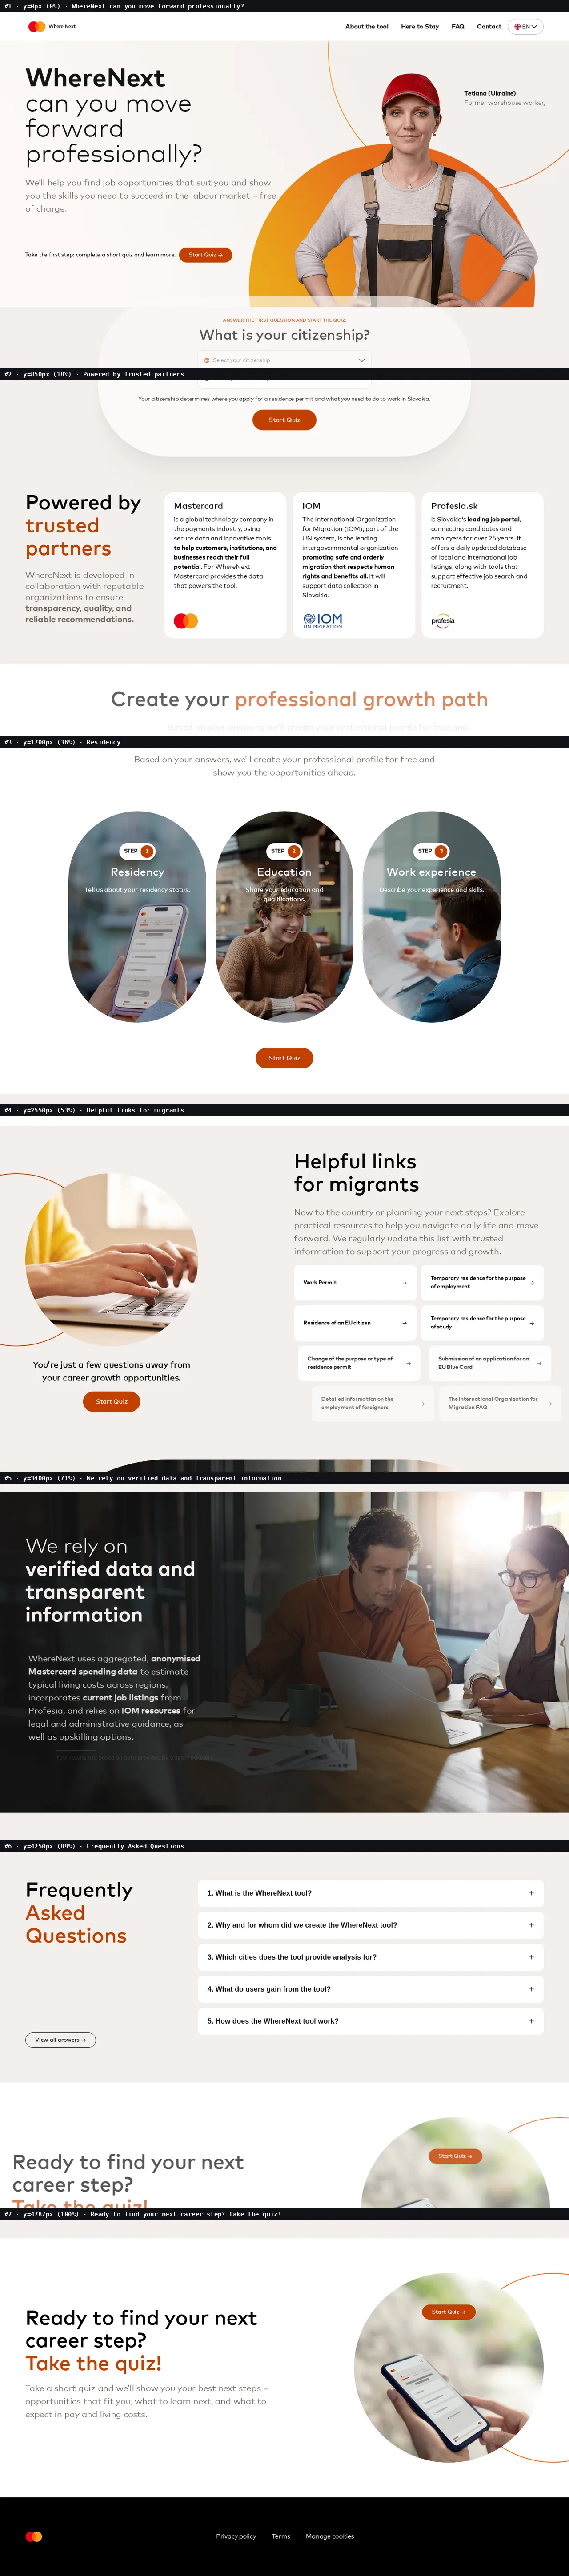 #1 · y=0px (0%) · WhereNext can you move forward professionally?
Where Next
About the tool
Here to Stay
FAQ
Contact
EN
WhereNext
can you move
forward
professionally?
Tetiana (Ukraine)
Former warehouse worker,
We'll help you find job opportunities that suit you and show
you the skills you need to succeed in the labour market – free
of charge.
Take the first step: complete a short quiz and learn more.
Start Quiz →
ANSWER THE FIRST QUESTION AND START THE QUIZ:
What is your citizenship?
Select your citizenship
#2 · y=850px (18%) · Powered by trusted partners
Your citizenship determines where you apply for a residence permit and what you need to do to work in Slovakia.
Start Quiz
Powered by
trusted
partners
WhereNext is developed in
collaboration with reputable
organizations to ensure
transparency, quality, and
reliable recommendations.
Mastercard
is a global technology company in
the payments industry, using
secure data and innovative tools
to help customers, institutions, and
businesses reach their full
potential. For WhereNext
Mastercard provides the data
that powers the tool.
IOM
The International Organization
for Migration (IOM), part of the
UN system, is the leading
intergovernmental organization
promoting safe and orderly
migration that respects human
rights and benefits all. It will
support data collection in
Slovakia.
IOM
UN MIGRATION
Profesia.sk
is Slovakia's leading job portal,
connecting candidates and
employers for over 25 years. It
offers a daily updated database
of local and international job
listings, along with tools that
support effective job search and
recruitment.
profesia
Create your professional growth path
Based on your answers, we'll create your professional profile for free and
#3 · y=1700px (36%) · Residency
Based on your answers, we'll create your professional profile for free and
show you the opportunities ahead.
STEP 1
Residency
Tell us about your residency status.
STEP 2
Education
Share your education and
qualifications.
STEP 3
Work experience
Describe your experience and skills.
Start Quiz
#4 · y=2550px (53%) · Helpful links for migrants
Helpful links
for migrants
New to the country or planning your next steps? Explore
practical resources to help you navigate daily life and move
forward. We regularly update this list with trusted
information to support your progress and growth.
Work Permit →
Temporary residence for the purpose
of employment →
Residence of an EU citizen →
Temporary residence for the purpose
of study →
Change of the purpose or type of
residence permit →
Submission of an application for an
EU Blue Card →
Detailed information on the
employment of foreigners →
The International Organization for
Migration FAQ →
You're just a few questions away from
your career growth opportunities.
Start Quiz
#5 · y=3400px (71%) · We rely on verified data and transparent information
We rely on
verified data and
transparent
information
WhereNext uses aggregated, anonymised
Mastercard spending data to estimate
typical living costs across regions,
incorporates current job listings from
Profesia, and relies on IOM resources for
legal and administrative guidance, as
well as upskilling options.
#6 · y=4250px (89%) · Frequently Asked Questions
Frequently
Asked
Questions
View all answers →
1. What is the WhereNext tool? +
2. Why and for whom did we create the WhereNext tool? +
3. Which cities does the tool provide analysis for? +
4. What do users gain from the tool? +
5. How does the WhereNext tool work? +
Ready to find your next
career step?
Take the quiz!
Start Quiz →
#7 · y=4787px (100%) · Ready to find your next career step? Take the quiz!
Ready to find your next
career step?
Take the quiz!
Take a short quiz and we'll show you your best next steps –
opportunities that fit you, what to learn next, and what to
expect in pay and living costs.
Start Quiz →
Privacy policy
Terms
Manage cookies